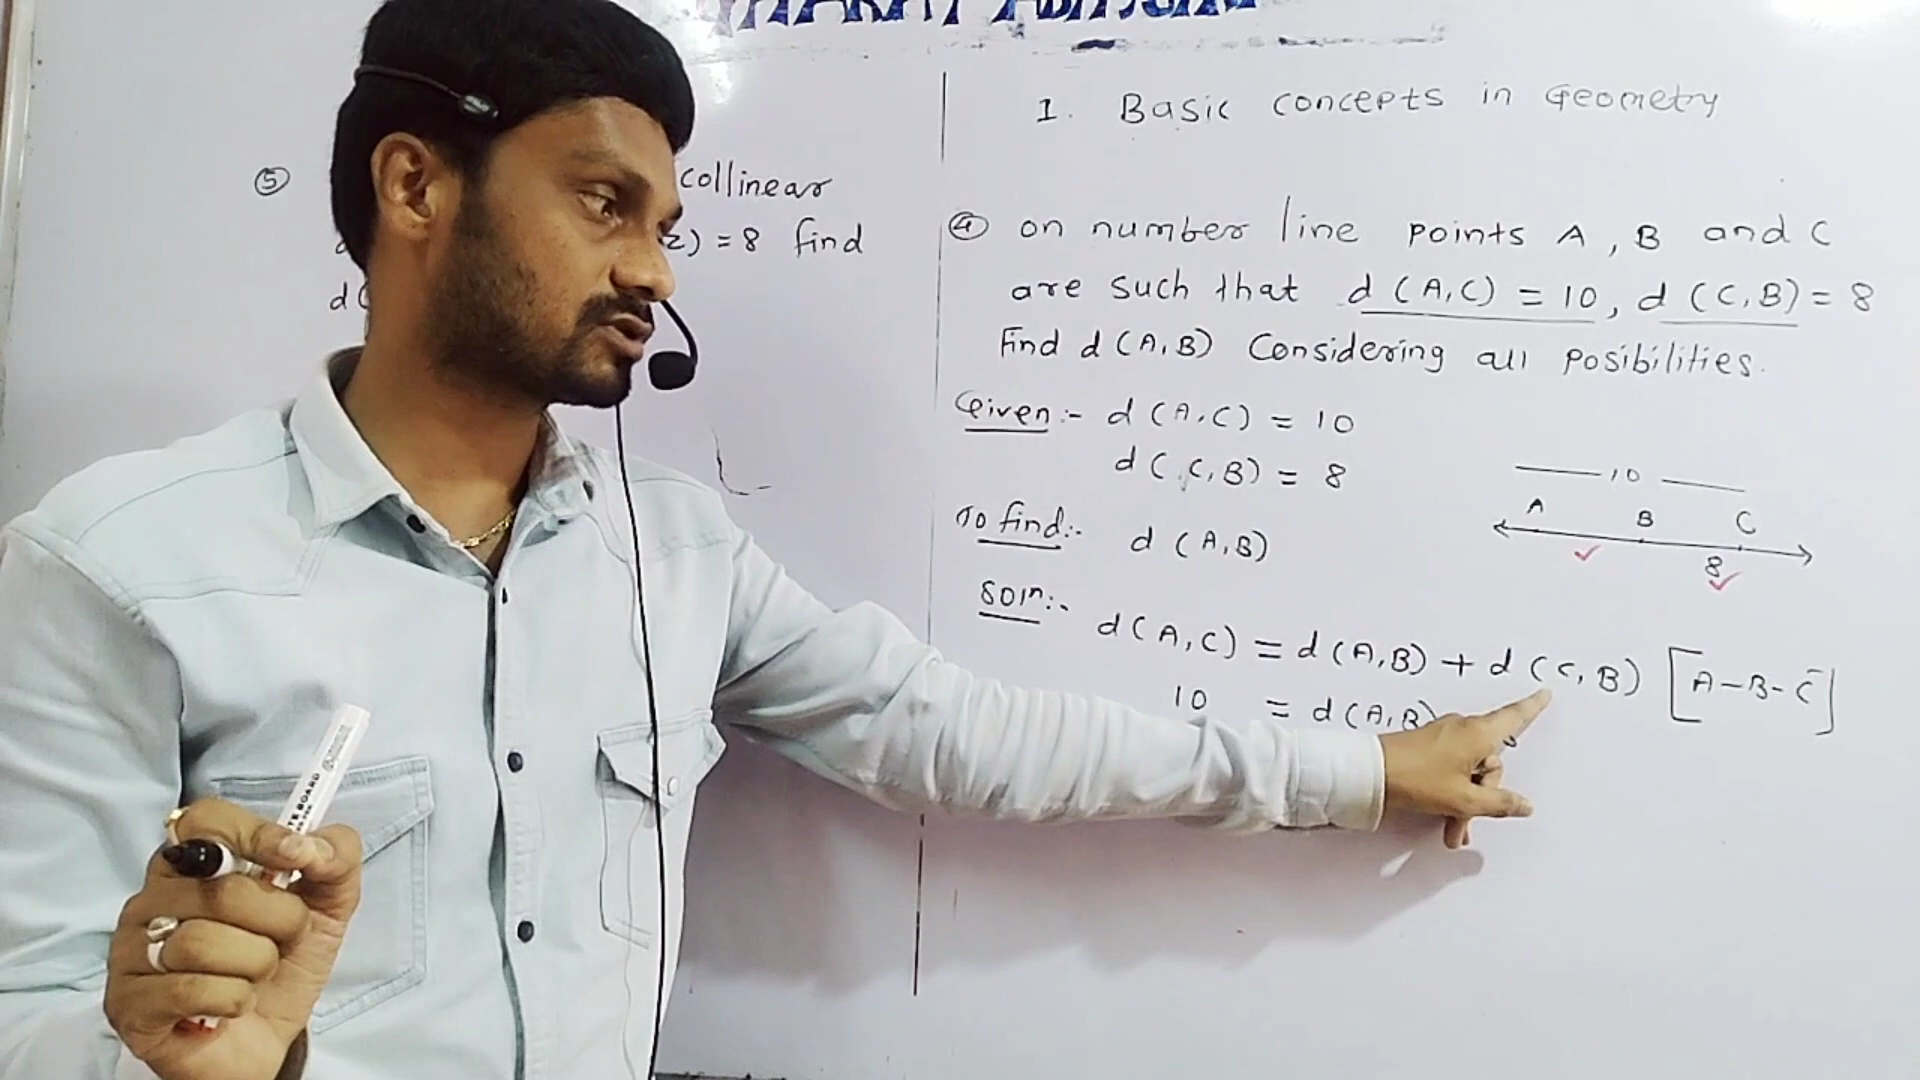 1. Basic concepts in Geometry
⑤ collinear
z) = 8 find
d(
④ on number line points A, B and C
are such that d (A,C) = 10, d (C,B) = 8
Find d (A,B) Considering all posibilities.
Given:- d (A,C) = 10
d (C,B) = 8
To find:- d (A,B)
10
A B C
8
Soln:-
d(A,C) = d(A,B) + d(C,B) [A-B-C]
10 = d(A,B)